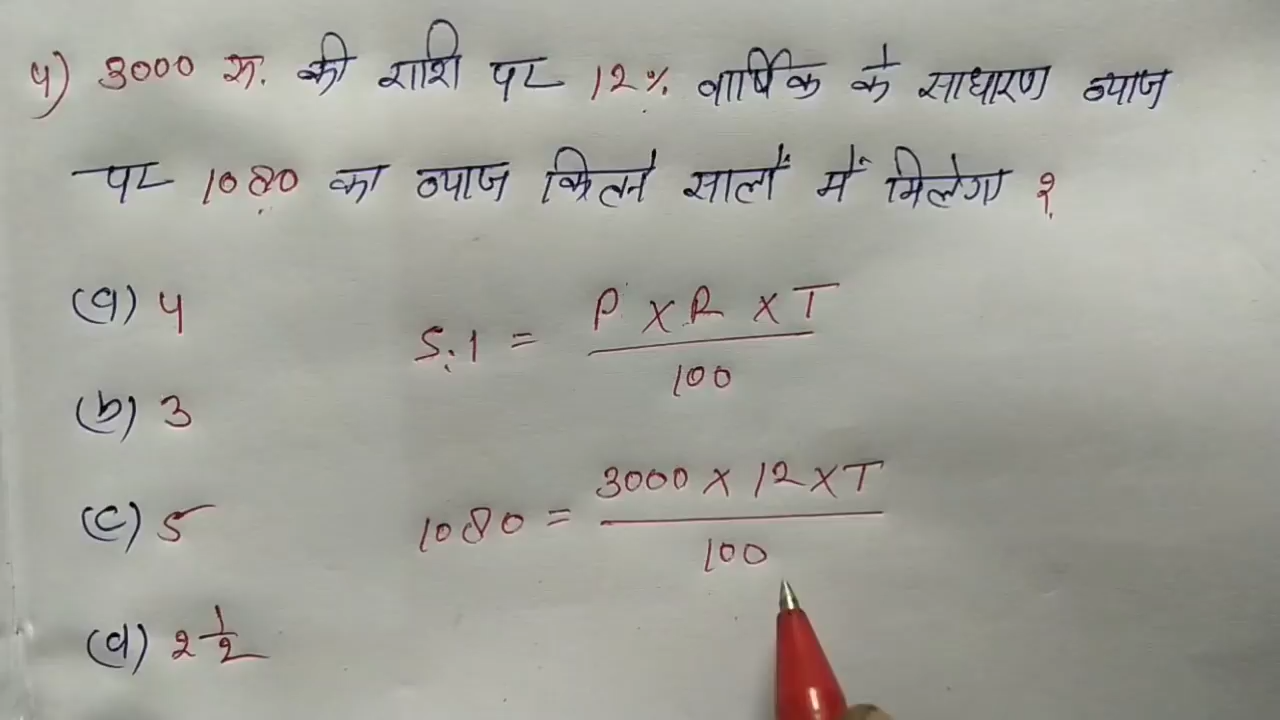 4) 3000 रू. की राशि पर 12% वार्षिक के साधारण ब्याज
पर 1080 का ब्याज कितने सालों में मिलेगा ?
(a) 4
S.I = P x R x T / 100
(b) 3
(c) 5
1080 = 3000 x 12 x T / 100
(d) 2 1/2